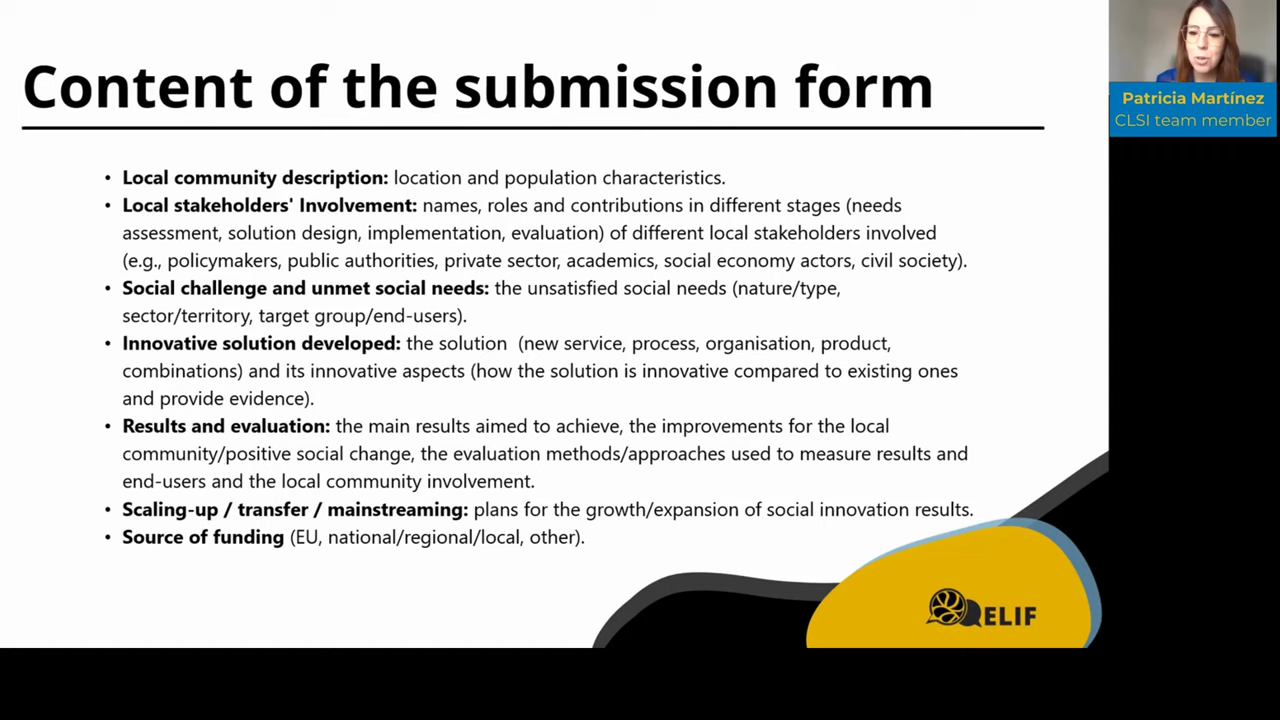 Content of the submission form
Patricia Martínez
CLSI team member
• Local community description: location and population characteristics.
• Local stakeholders' Involvement: names, roles and contributions in different stages (needs
assessment, solution design, implementation, evaluation) of different local stakeholders involved
(e.g., policymakers, public authorities, private sector, academics, social economy actors, civil society).
• Social challenge and unmet social needs: the unsatisfied social needs (nature/type,
sector/territory, target group/end-users).
• Innovative solution developed: the solution (new service, process, organisation, product,
combinations) and its innovative aspects (how the solution is innovative compared to existing ones
and provide evidence).
• Results and evaluation: the main results aimed to achieve, the improvements for the local
community/positive social change, the evaluation methods/approaches used to measure results and
end-users and the local community involvement.
• Scaling-up / transfer / mainstreaming: plans for the growth/expansion of social innovation results.
• Source of funding (EU, national/regional/local, other).
ELIF